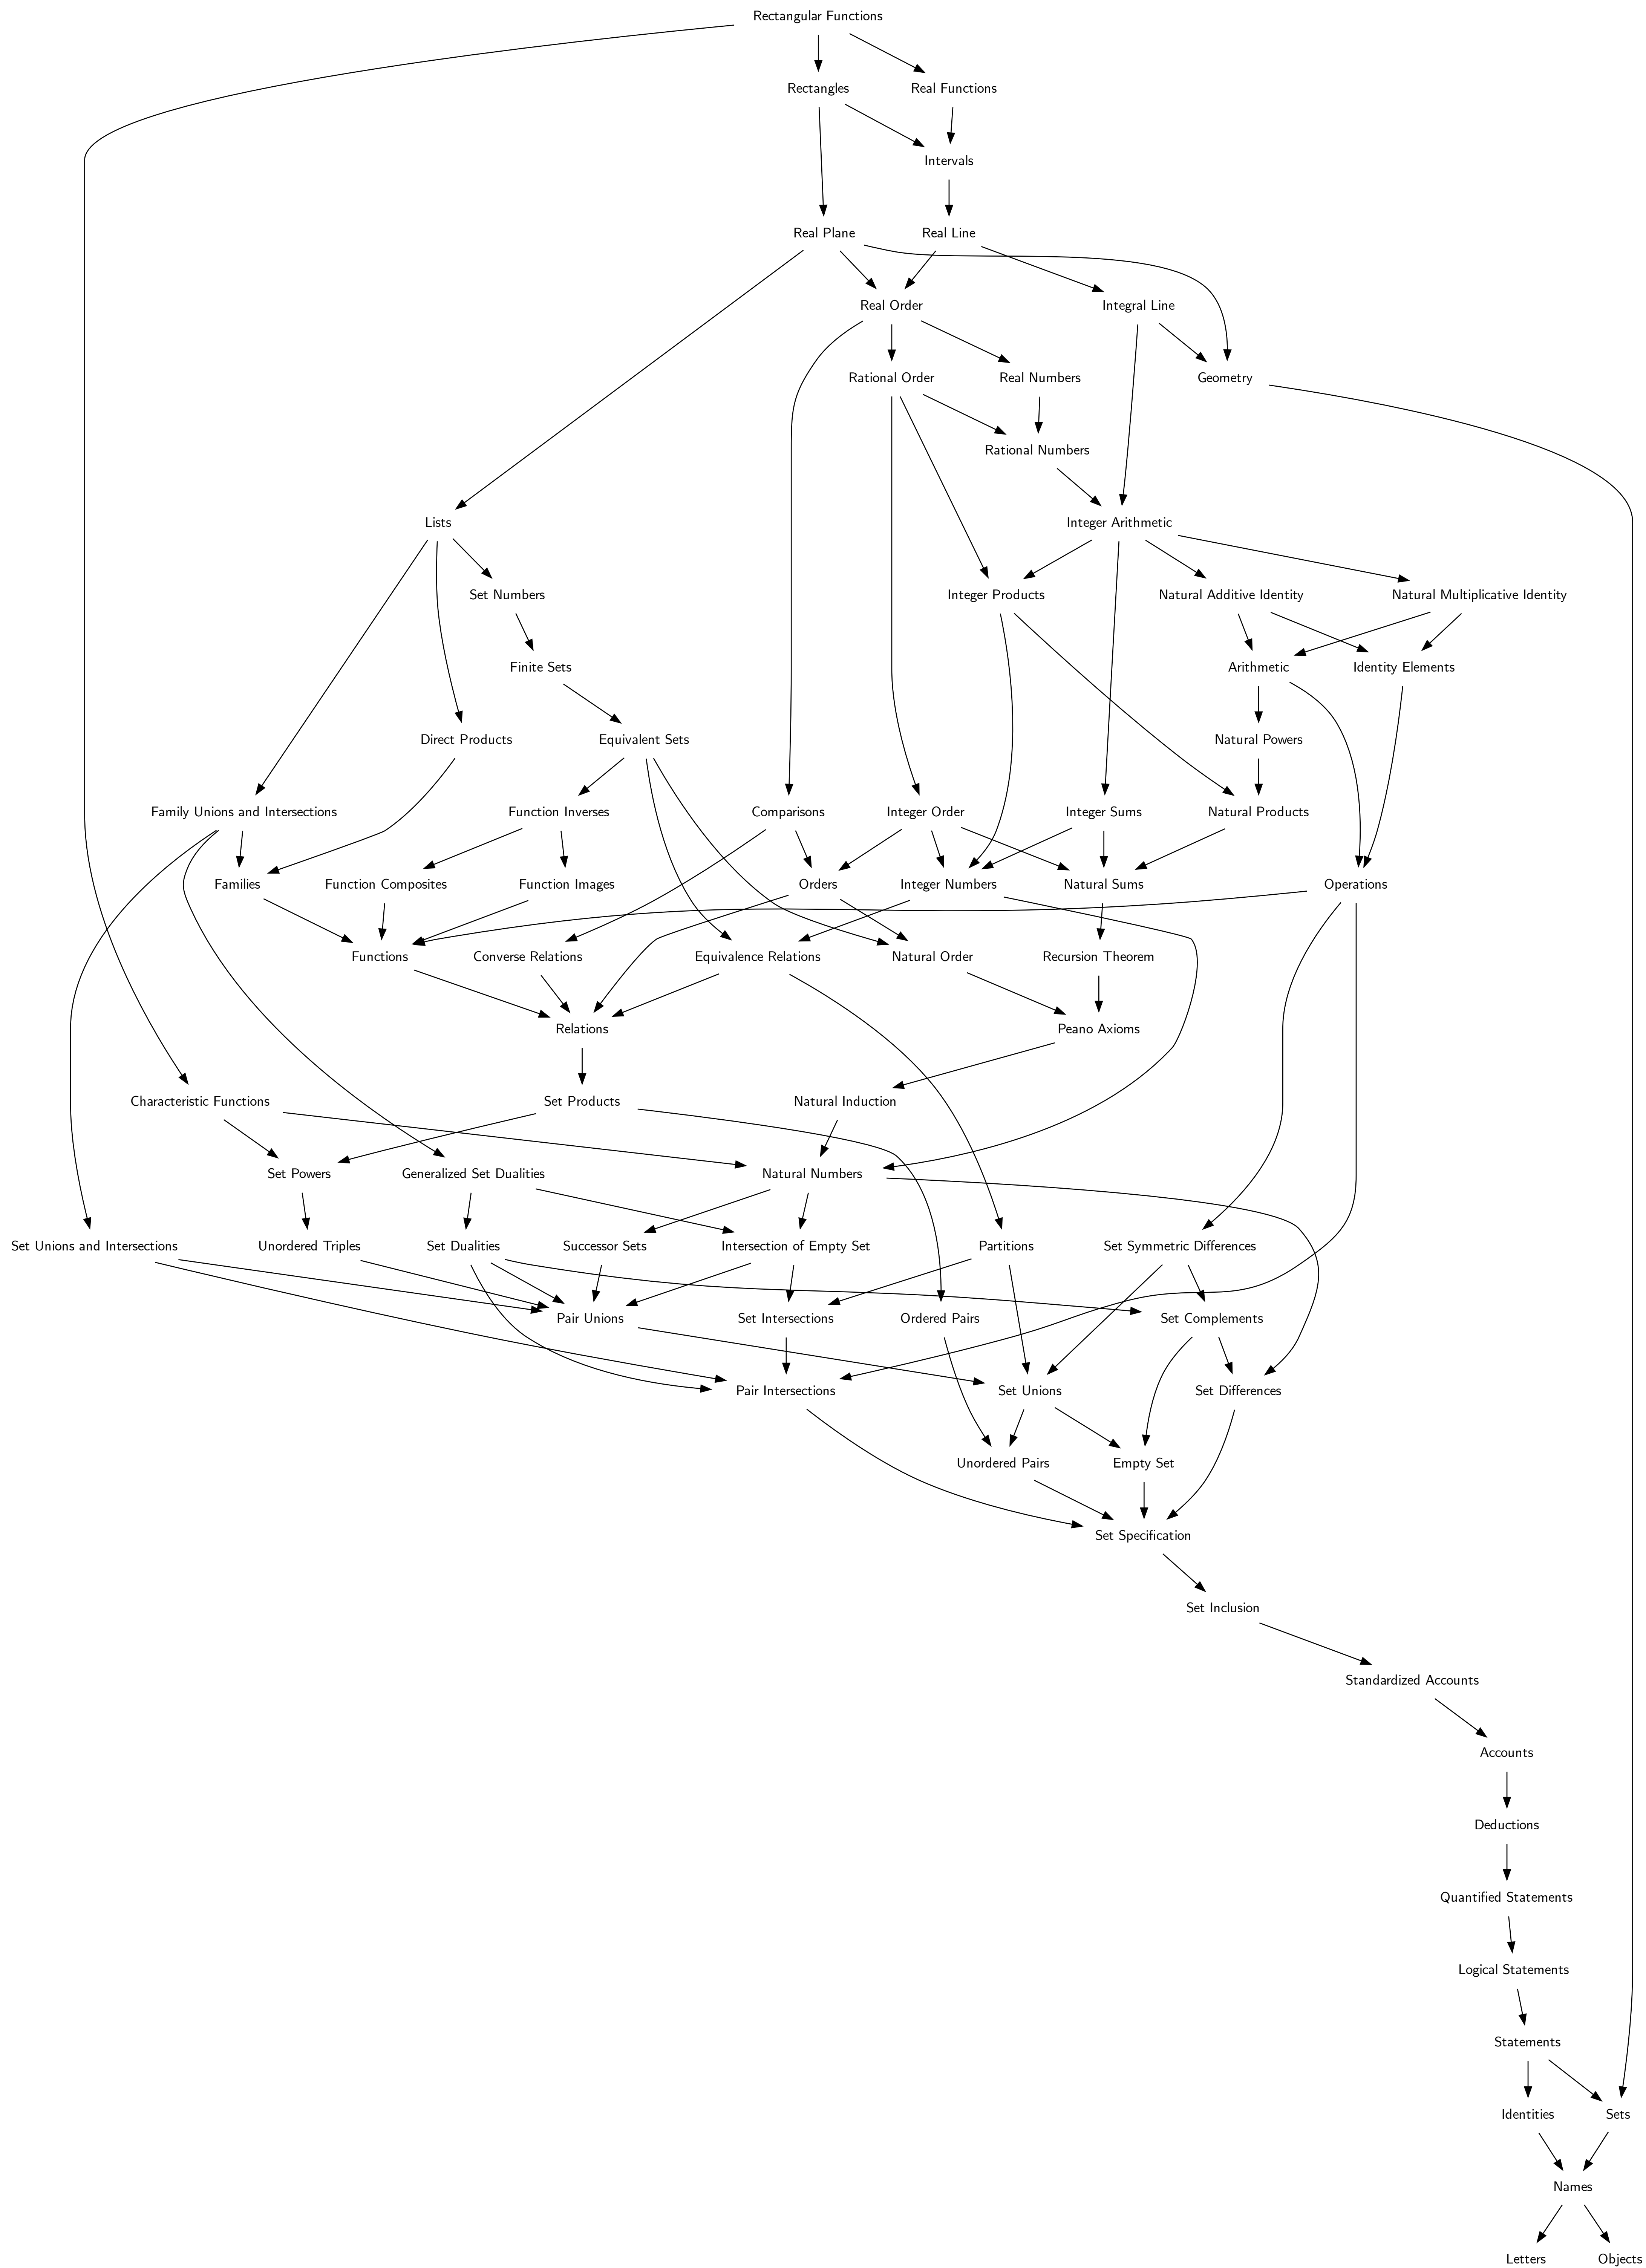 Rectangular Functions
Rectangles
Real Functions
Intervals
Real Plane
Real Line
Real Order
Integral Line
Rational Order
Real Numbers
Geometry
Rational Numbers
Lists
Integer Arithmetic
Set Numbers
Integer Products
Natural Additive Identity
Natural Multiplicative Identity
Finite Sets
Arithmetic
Identity Elements
Direct Products
Equivalent Sets
Natural Powers
Family Unions and Intersections
Function Inverses
Comparisons
Integer Order
Integer Sums
Natural Products
Families
Function Composites
Function Images
Orders
Integer Numbers
Natural Sums
Operations
Functions
Converse Relations
Equivalence Relations
Natural Order
Recursion Theorem
Relations
Peano Axioms
Characteristic Functions
Set Products
Natural Induction
Set Powers
Generalized Set Dualities
Natural Numbers
Set Unions and Intersections
Unordered Triples
Set Dualities
Successor Sets
Intersection of Empty Set
Partitions
Set Symmetric Differences
Pair Unions
Set Intersections
Ordered Pairs
Set Complements
Pair Intersections
Set Unions
Set Differences
Unordered Pairs
Empty Set
Set Specification
Set Inclusion
Standardized Accounts
Accounts
Deductions
Quantified Statements
Logical Statements
Statements
Identities
Sets
Names
Letters
Objects